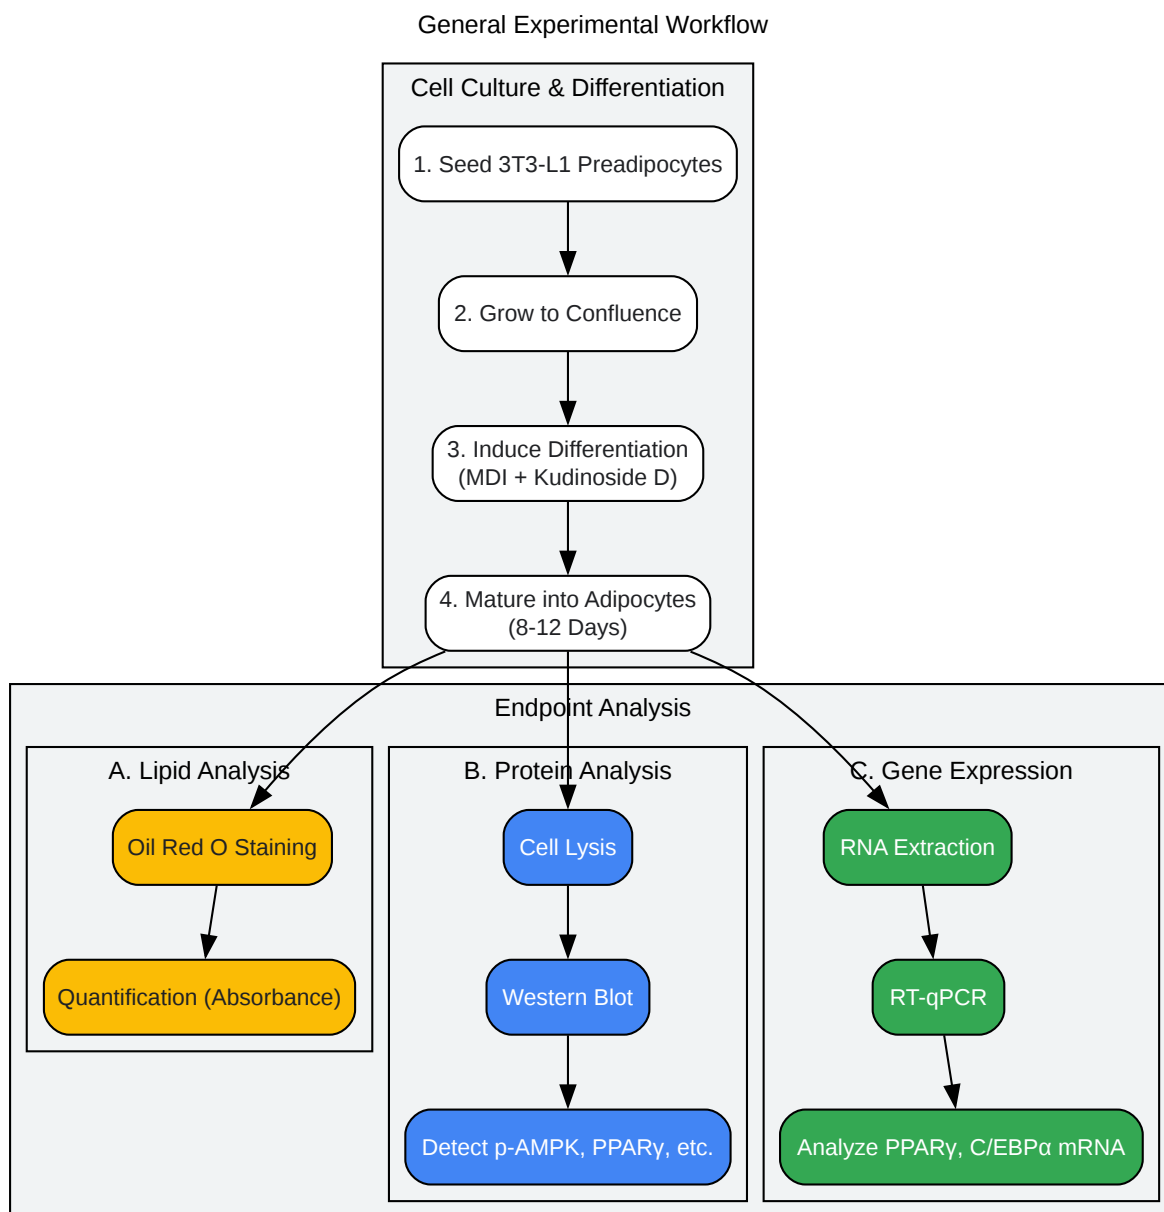 General Experimental Workflow
Cell Culture & Differentiation
1. Seed 3T3-L1 Preadipocytes
2. Grow to Confluence
3. Induce Differentiation
(MDI + Kudinoside D)
4. Mature into Adipocytes
(8-12 Days)
Endpoint Analysis
A. Lipid Analysis
Oil Red O Staining
Quantification (Absorbance)
B. Protein Analysis
Cell Lysis
Western Blot
Detect p-AMPK, PPARγ, etc.
C. Gene Expression
RNA Extraction
RT-qPCR
Analyze PPARγ, C/EBPα mRNA